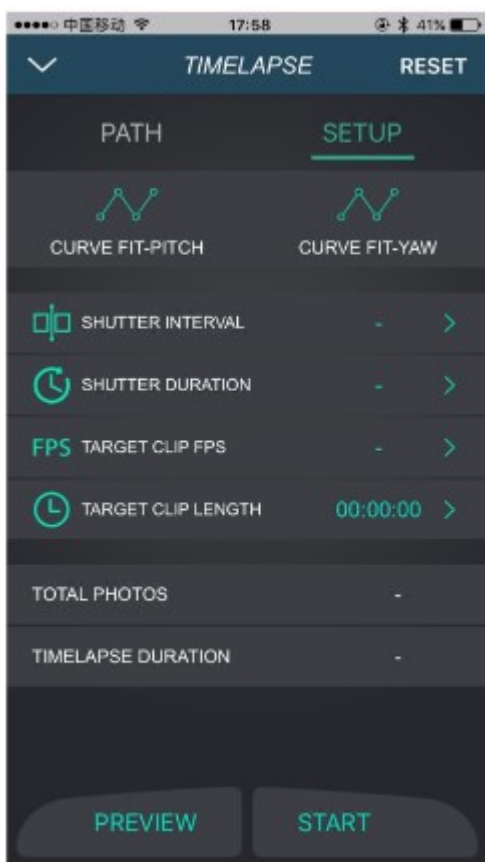 中国移动 17:58 41%
TIMELAPSE RESET
PATH SETUP
CURVE FIT-PITCH CURVE FIT-YAW
SHUTTER INTERVAL - >
SHUTTER DURATION - >
FPS TARGET CLIP FPS - >
TARGET CLIP LENGTH 00:00:00 >
TOTAL PHOTOS -
TIMELAPSE DURATION -
PREVIEW START